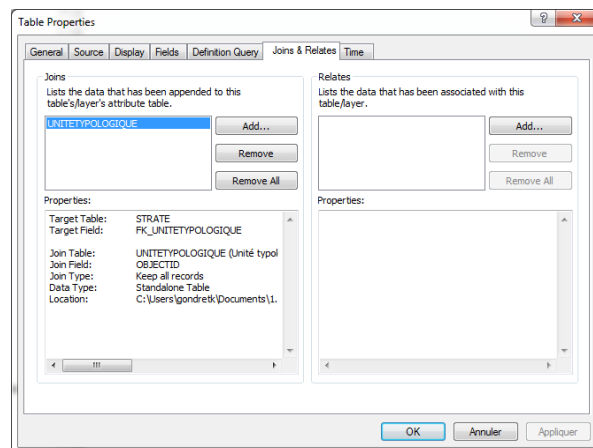 Table Properties
General Source Display Fields Definition Query Joins & Relates Time
Joins
Lists the data that has been appended to this
table's/layer's attribute table.
UNITETYPOLOGIQUE
Add...
Remove
Remove All
Properties:
Target Table: STRATE
Target Field: FK_UNITETYPOLOGIQUE
Join Table: UNITETYPOLOGIQUE (Unité typol
Join Field: OBJECTID
Join Type: Keep all records
Data Type: Standalone Table
Location: C:\Users\gondretk\Documents\1.
Relates
Lists the data that has been associated with this
table/layer.
Add...
Remove
Remove All
Properties:
OK Annuler Appliquer